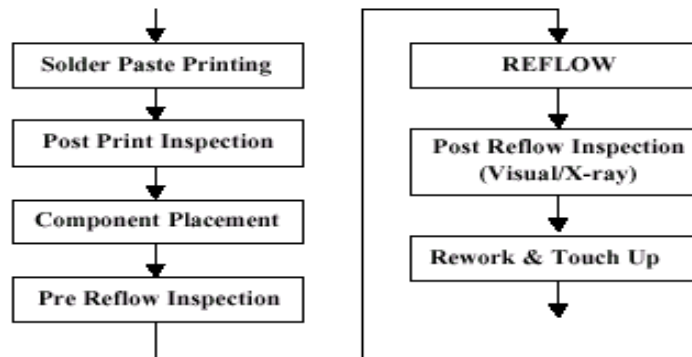 Solder Paste Printing
Post Print Inspection
Component Placement
Pre Reflow Inspection
REFLOW
Post Reflow Inspection
(Visual/X-ray)
Rework & Touch Up